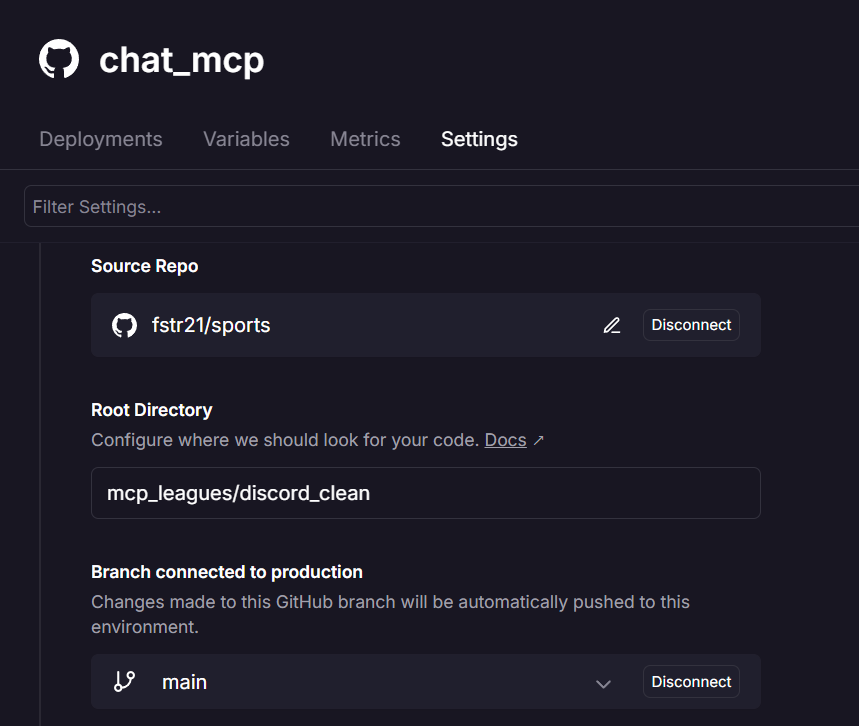 chat_mcp
Deployments Variables Metrics Settings
Filter Settings...
Source Repo
fstr21/sports
Disconnect
Root Directory
Configure where we should look for your code. Docs ↗
mcp_leagues/discord_clean
Branch connected to production
Changes made to this GitHub branch will be automatically pushed to this
environment.
main
Disconnect